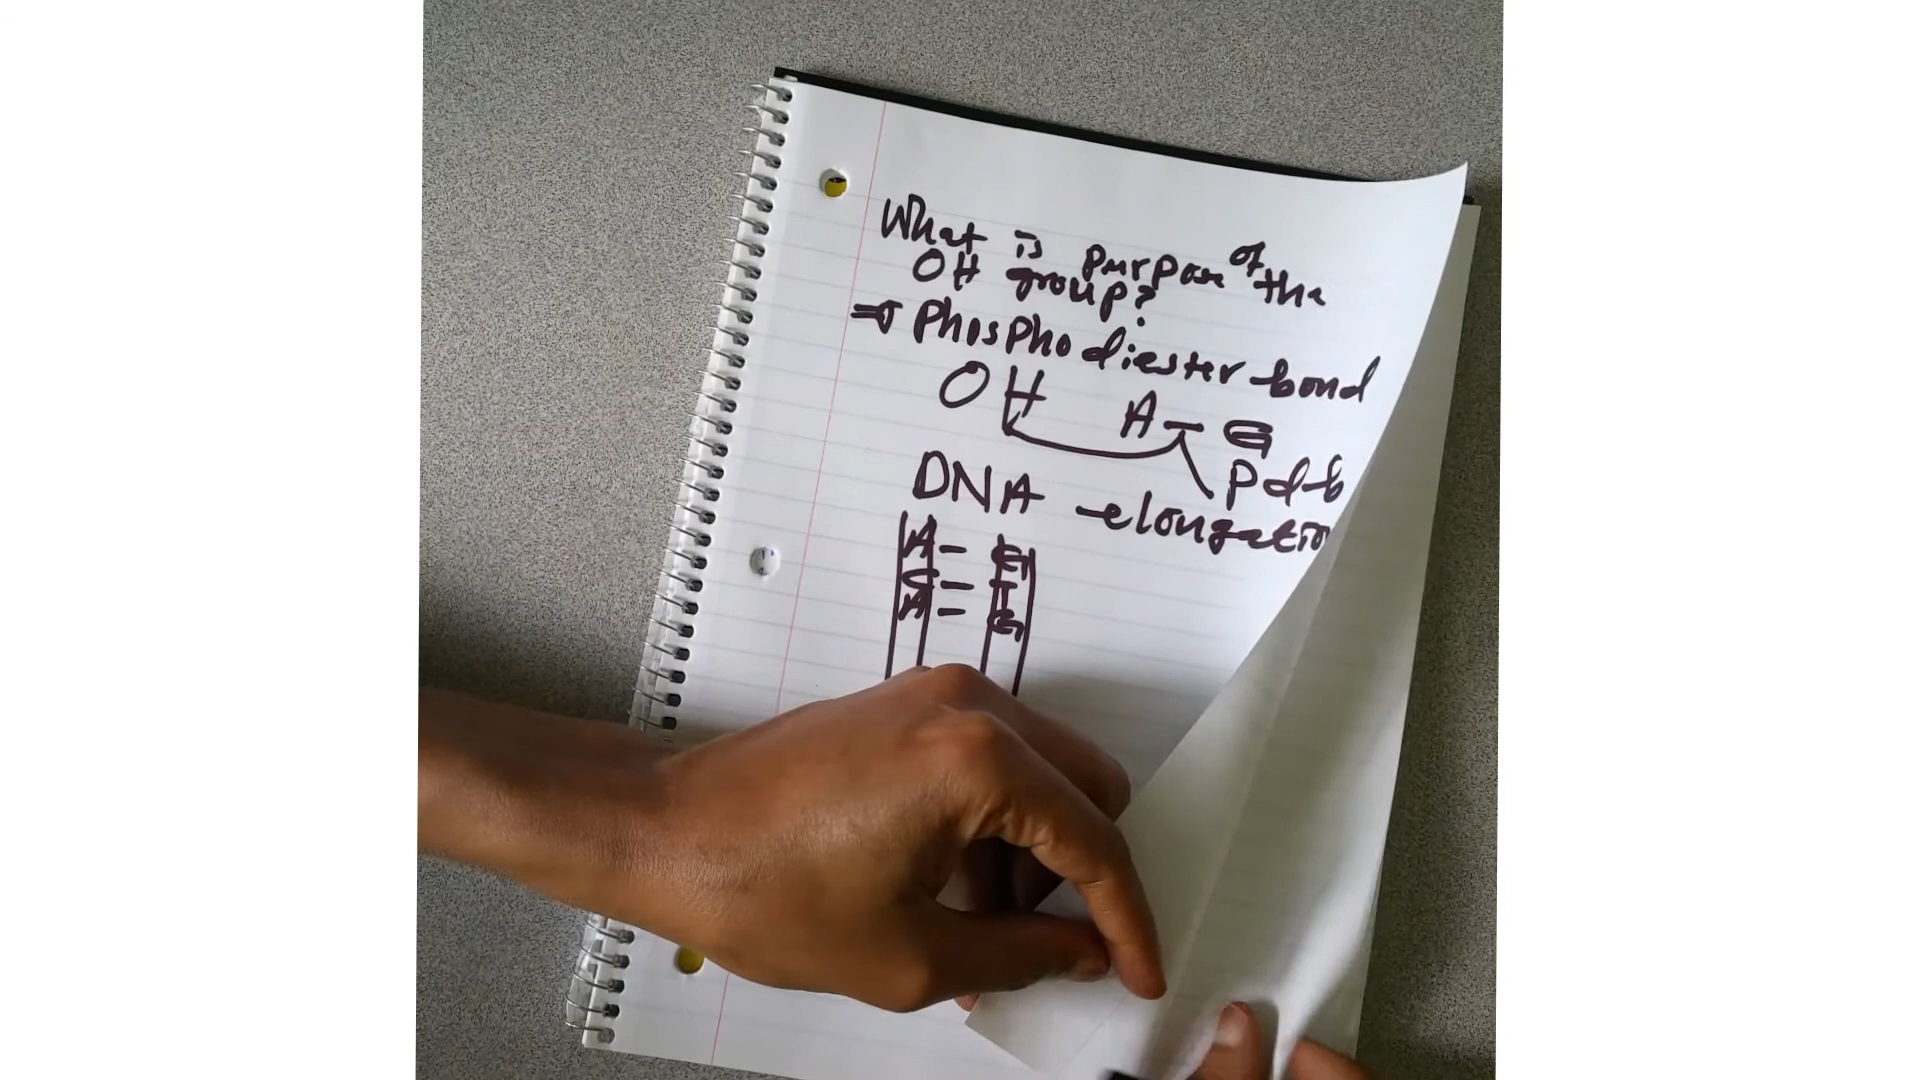 What is purpose of the
OH group?
⇒ Phosphodiester bond
OH A - G
Pdb
DNA elongation
A - G
C - T
A - G